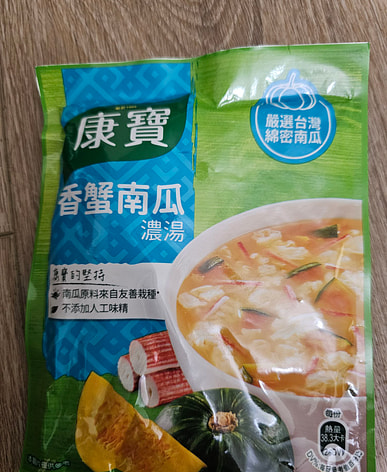 康寶
嚴選台灣
綿密南瓜
香蟹南瓜
濃湯
康寶的堅持
南瓜原料來自友善栽種*
不添加人工味精
每份
熱量
38.3大卡